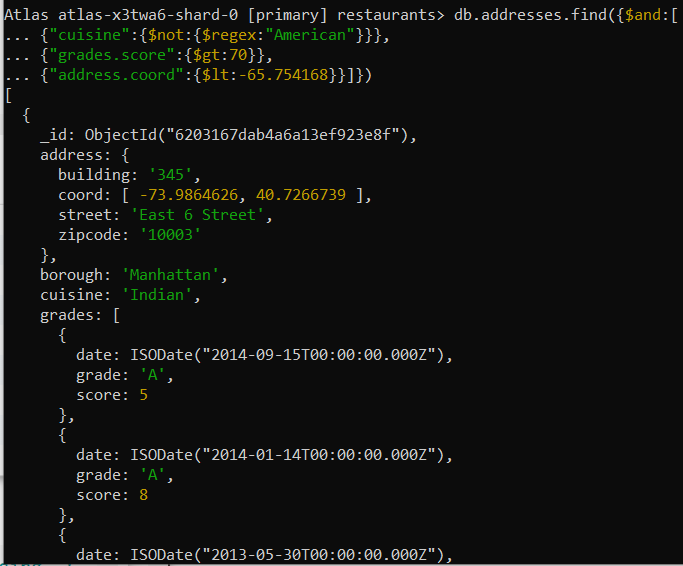 Atlas atlas-x3twa6-shard-0 [primary] restaurants> db.addresses.find({$and:[
... {"cuisine":{$not:{$regex:"American"}}},
... {"grades.score":{$gt:70}},
... {"address.coord":{$lt:-65.754168}}]})
[
  {
    _id: ObjectId("6203167dab4a6a13ef923e8f"),
    address: {
      building: '345',
      coord: [ -73.9864626, 40.7266739 ],
      street: 'East 6 Street',
      zipcode: '10003'
    },
    borough: 'Manhattan',
    cuisine: 'Indian',
    grades: [
      {
        date: ISODate("2014-09-15T00:00:00.000Z"),
        grade: 'A',
        score: 5
      },
      {
        date: ISODate("2014-01-14T00:00:00.000Z"),
        grade: 'A',
        score: 8
      },
      {
        date: ISODate("2013-05-30T00:00:00.000Z"),